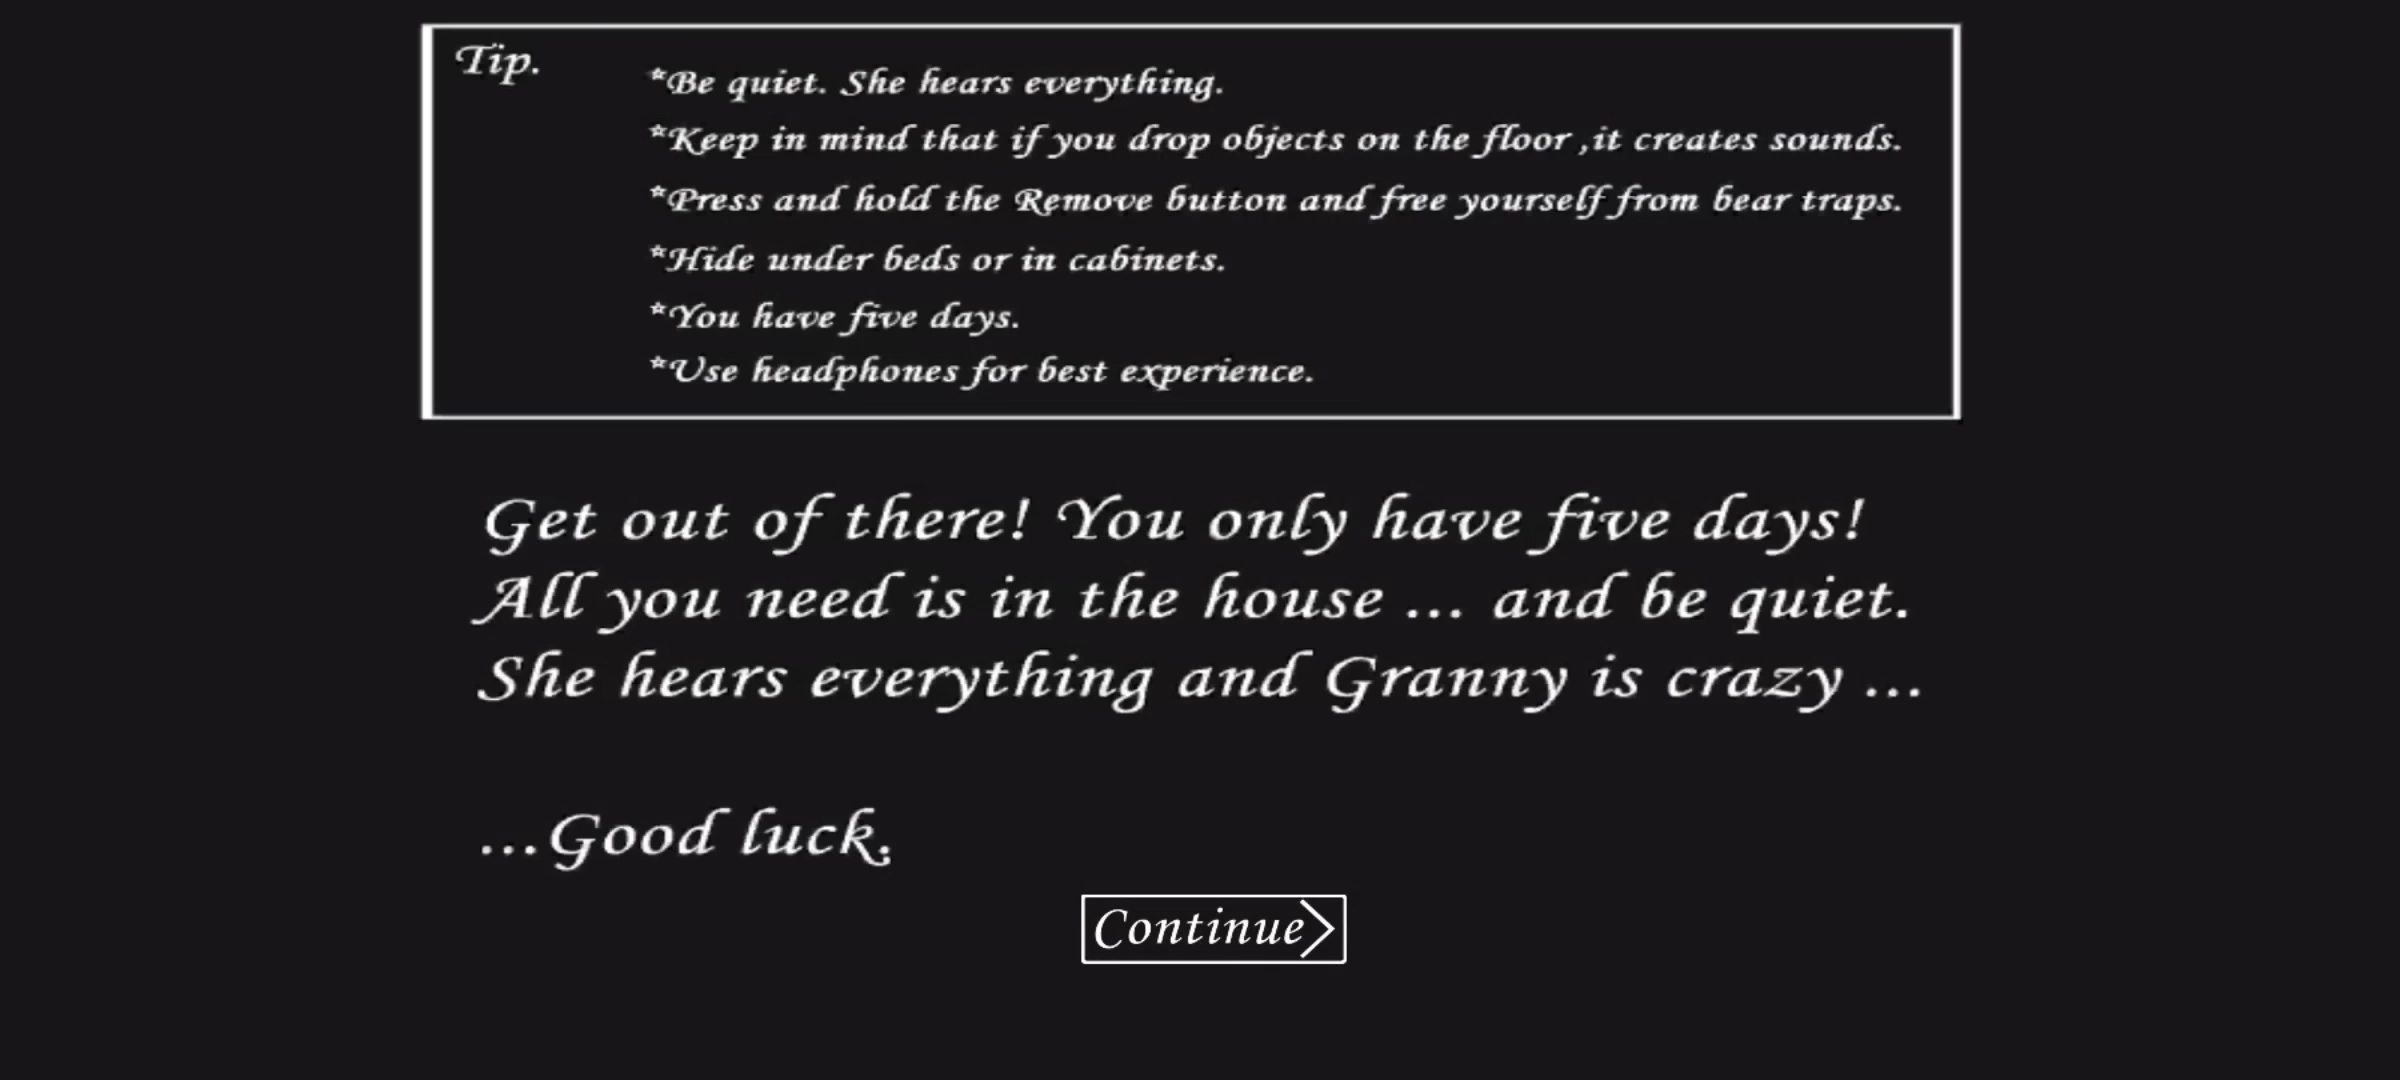 Tip.
*Be quiet. She hears everything.
*Keep in mind that if you drop objects on the floor ,it creates sounds.
*Press and hold the Remove button and free yourself from bear traps.
*Hide under beds or in cabinets.
*You have five days.
*Use headphones for best experience.
Get out of there! You only have five days!
All you need is in the house ... and be quiet.
She hears everything and Granny is crazy ...
...Good luck.
Continue